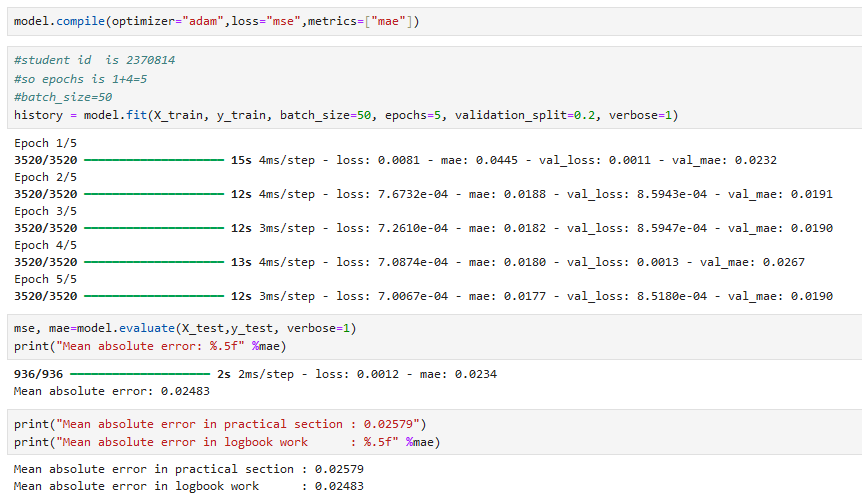 model.compile(optimizer="adam",loss="mse",metrics=["mae"])
#student id  is 2370814
#so epochs is 1+4=5
#batch_size=50
history = model.fit(X_train, y_train, batch_size=50, epochs=5, validation_split=0.2, verbose=1)
Epoch 1/5
3520/3520 ━━━━━━━━━━━━━━━━━━━━ 15s 4ms/step - loss: 0.0081 - mae: 0.0445 - val_loss: 0.0011 - val_mae: 0.0232
Epoch 2/5
3520/3520 ━━━━━━━━━━━━━━━━━━━━ 12s 4ms/step - loss: 7.6732e-04 - mae: 0.0188 - val_loss: 8.5943e-04 - val_mae: 0.0191
Epoch 3/5
3520/3520 ━━━━━━━━━━━━━━━━━━━━ 12s 3ms/step - loss: 7.2610e-04 - mae: 0.0182 - val_loss: 8.5947e-04 - val_mae: 0.0190
Epoch 4/5
3520/3520 ━━━━━━━━━━━━━━━━━━━━ 13s 4ms/step - loss: 7.0874e-04 - mae: 0.0180 - val_loss: 0.0013 - val_mae: 0.0267
Epoch 5/5
3520/3520 ━━━━━━━━━━━━━━━━━━━━ 12s 3ms/step - loss: 7.0067e-04 - mae: 0.0177 - val_loss: 8.5180e-04 - val_mae: 0.0190
mse, mae=model.evaluate(X_test,y_test, verbose=1)
print("Mean absolute error: %.5f" %mae)
936/936 ━━━━━━━━━━━━━━━━━━━━ 2s 2ms/step - loss: 0.0012 - mae: 0.0234
Mean absolute error: 0.02483
print("Mean absolute error in practical section : 0.02579")
print("Mean absolute error in logbook work      : %.5f" %mae)
Mean absolute error in practical section : 0.02579
Mean absolute error in logbook work      : 0.02483